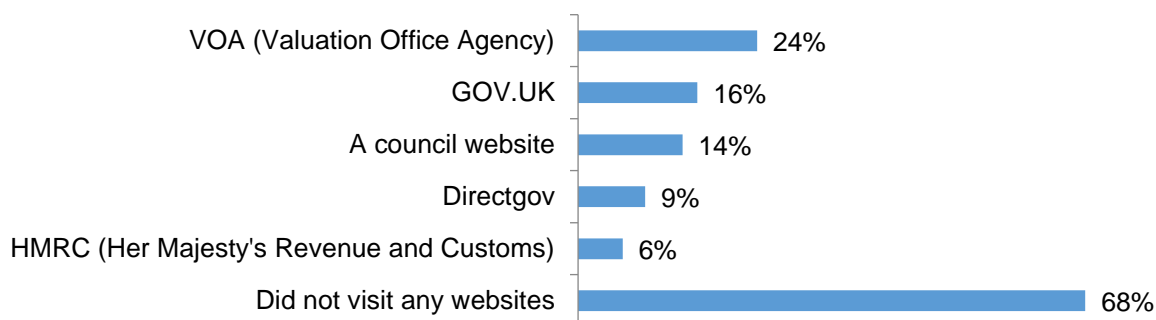 VOA (Valuation Office Agency) 24%
GOV.UK 16%
A council website 14%
Directgov 9%
HMRC (Her Majesty's Revenue and Customs) 6%
Did not visit any websites 68%